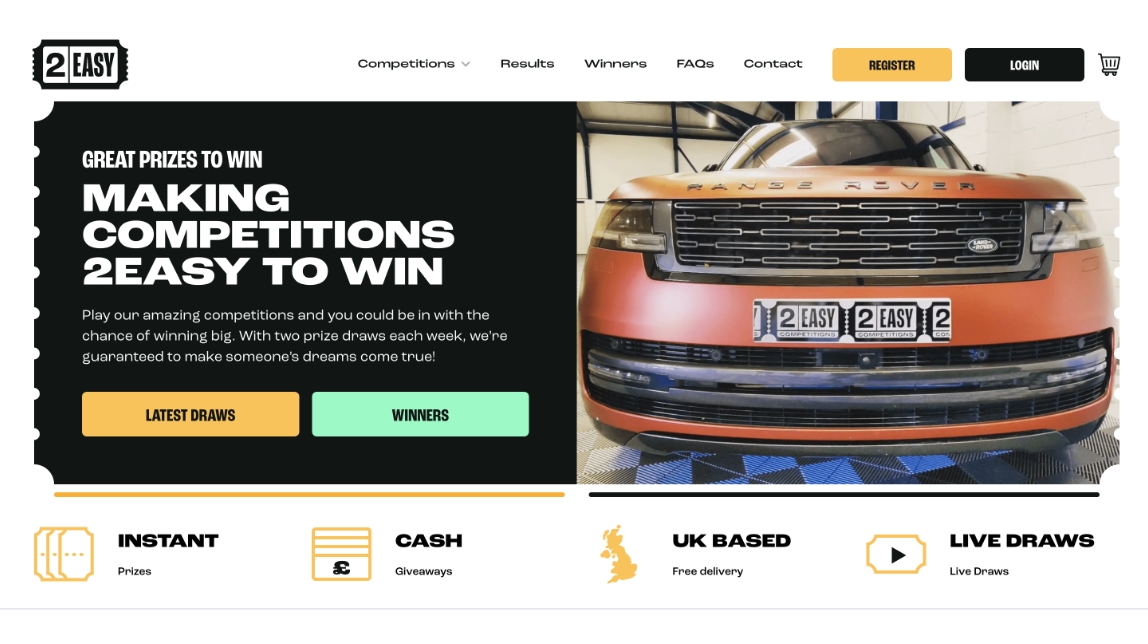 2 EASY
Competitions
Results
Winners
FAQs
Contact
REGISTER
LOGIN
GREAT PRIZES TO WIN
MAKING
COMPETITIONS
2EASY TO WIN
Play our amazing competitions and you could be in with the
chance of winning big. With two prize draws each week, we're
guaranteed to make someone's dreams come true!
LATEST DRAWS
WINNERS
RANGE ROVER
LAND-
ROVER
2 EASY 2 EASY 2
COMPETITIONS COMPETITIONS
INSTANT
Prizes
CASH
£
Giveaways
UK BASED
Free delivery
LIVE DRAWS
Live Draws